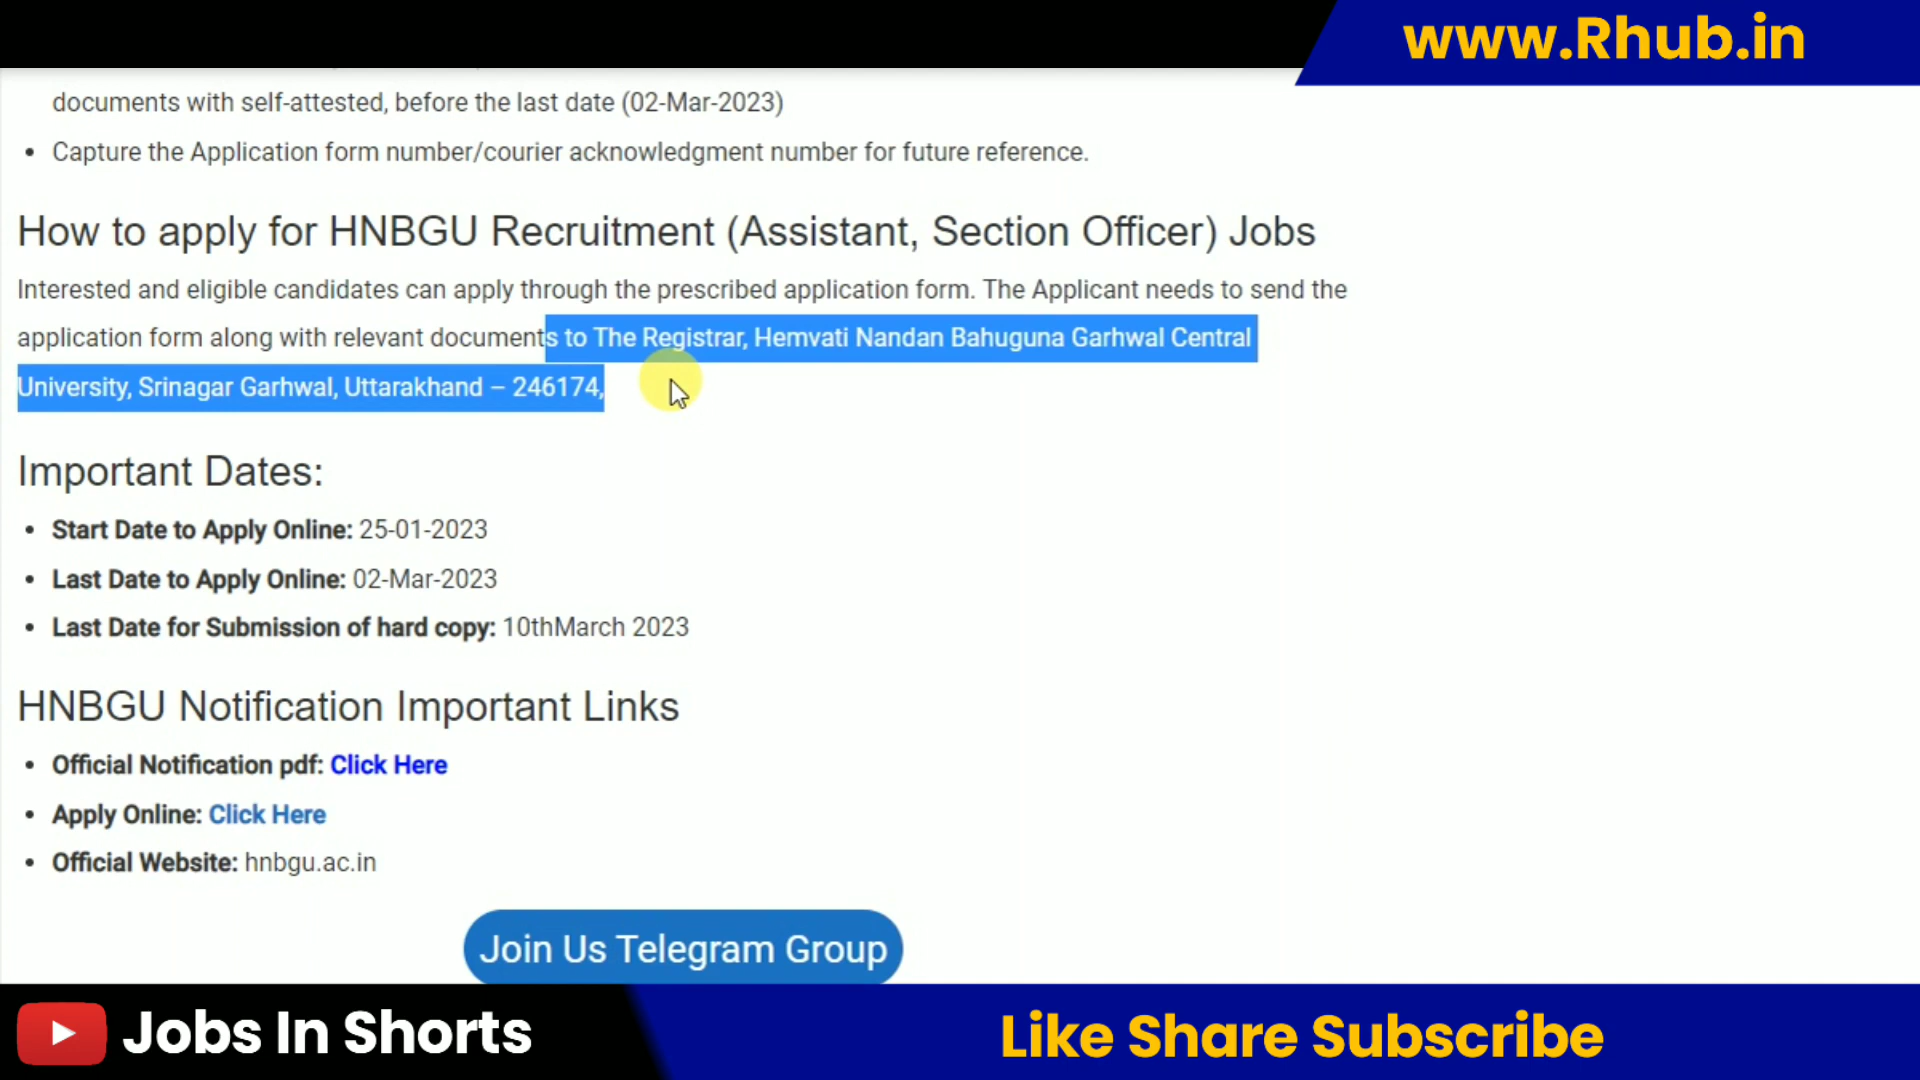 www.Rhub.in
documents with self-attested, before the last date (02-Mar-2023)
• Capture the Application form number/courier acknowledgment number for future reference.
How to apply for HNBGU Recruitment (Assistant, Section Officer) Jobs
Interested and eligible candidates can apply through the prescribed application form. The Applicant needs to send the
application form along with relevant documents to The Registrar, Hemvati Nandan Bahuguna Garhwal Central
University, Srinagar Garhwal, Uttarakhand – 246174,
Important Dates:
• Start Date to Apply Online: 25-01-2023
• Last Date to Apply Online: 02-Mar-2023
• Last Date for Submission of hard copy: 10thMarch 2023
HNBGU Notification Important Links
• Official Notification pdf: Click Here
• Apply Online: Click Here
• Official Website: hnbgu.ac.in
Join Us Telegram Group
Jobs In Shorts
Like Share Subscribe